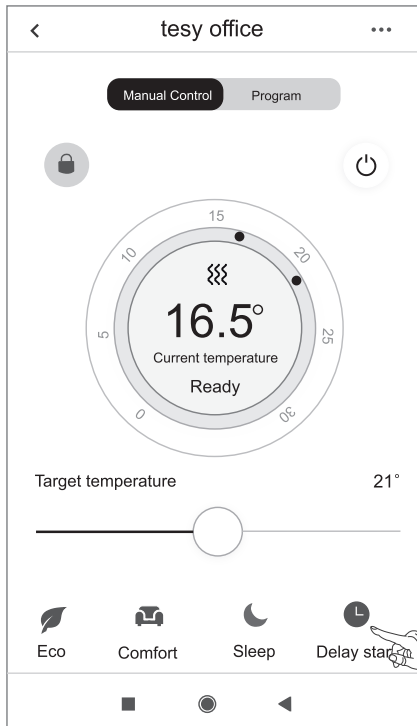 tesy office
Manual Control Program
15
10 20
5 25
0 30
16.5°
Current temperature
Ready
Target temperature 21°
Eco Comfort Sleep Delay start